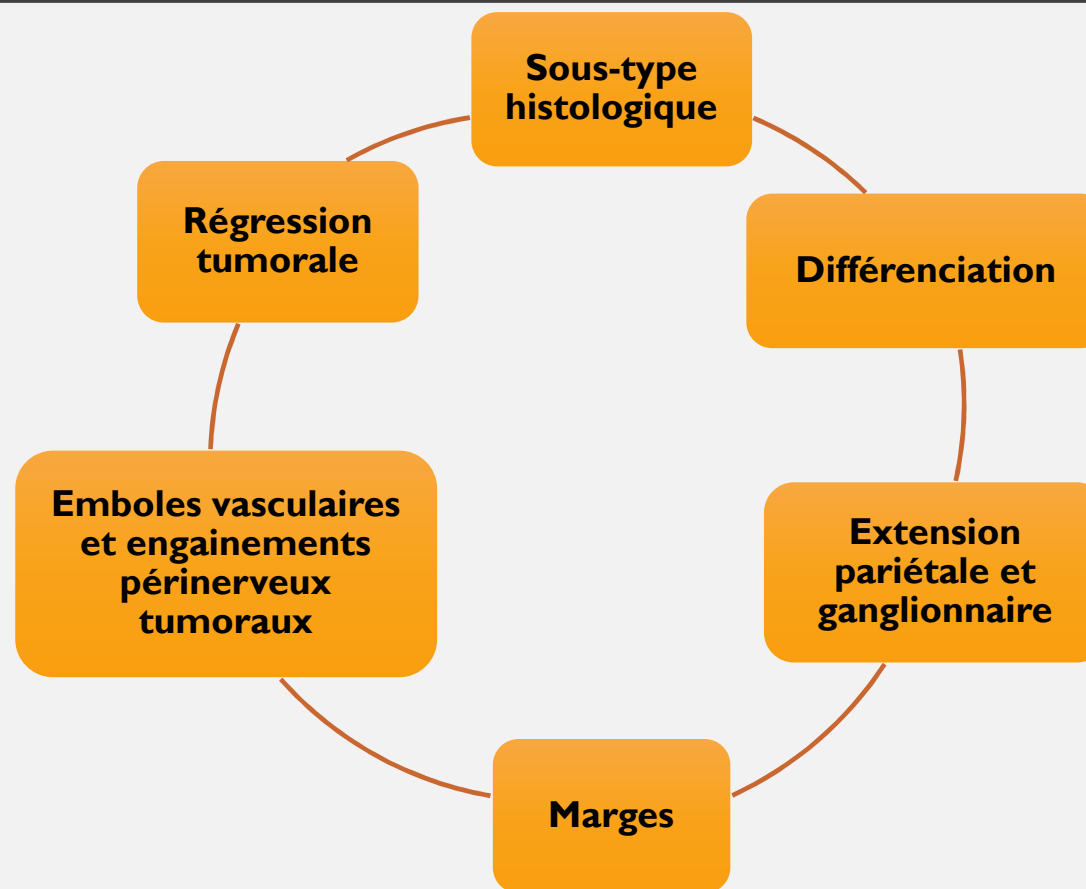 Sous-type
histologique
Différenciation
Extension
pariétale et
ganglionnaire
Marges
Emboles vasculaires
et engainements
périnerveux
tumoraux
Régression
tumorale